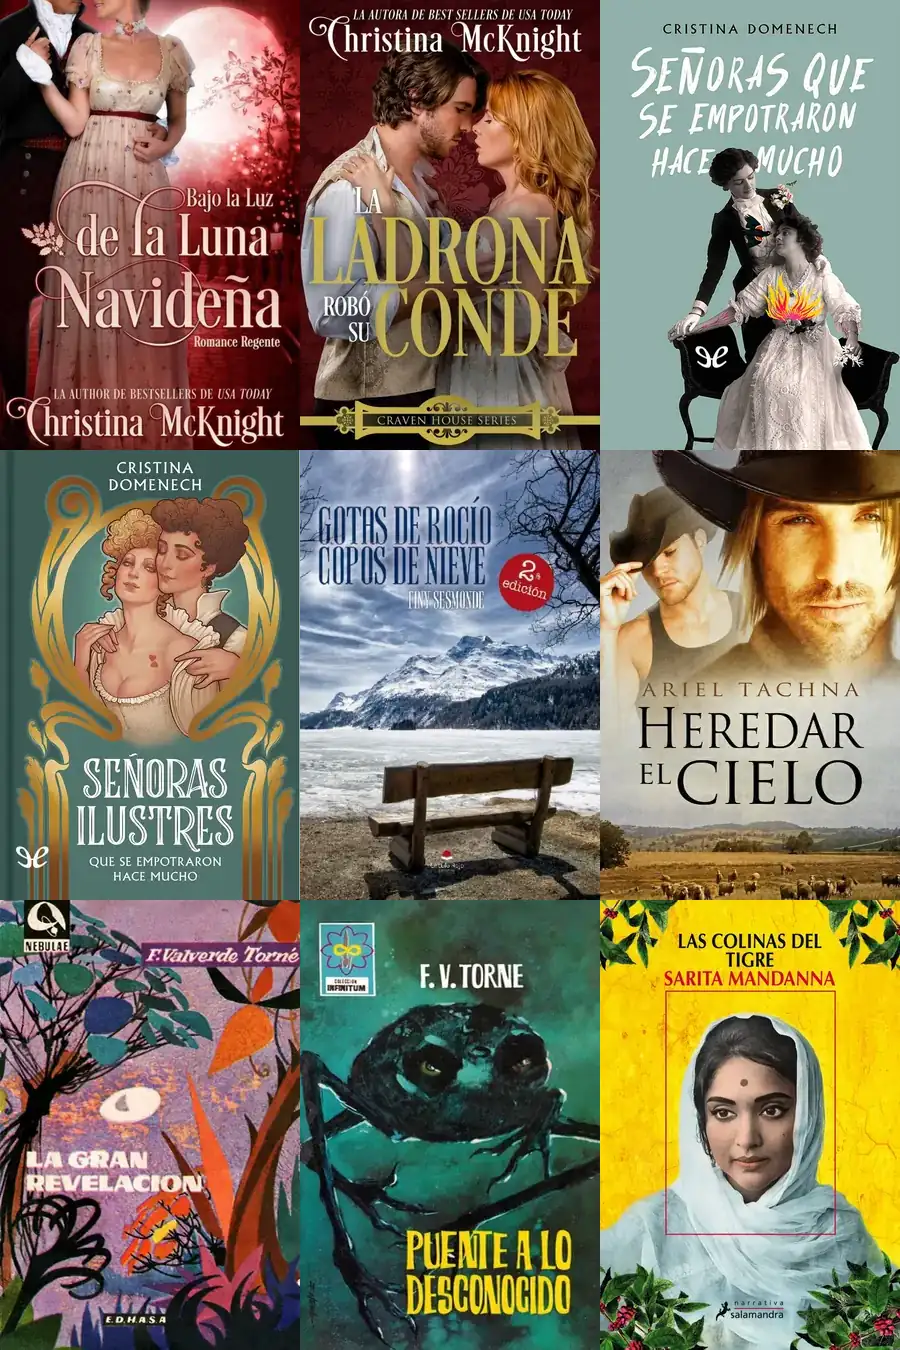 Bajo la Luz
de la Luna
Navideña
Romance Regente
LA AUTHOR DE BESTSELLERS DE USA TODAY
Christina McKnight
LA AUTORA DE BEST SELLERS DE USA TODAY
Christina McKnight
LA
LADRONA
ROBÓ
SU
CONDE
CRAVEN HOUSE SERIES
CRISTINA DOMENECH
SEÑORAS QUE
SE EMPOTRARON
HACE MUCHO
CRISTINA
DOMENECH
SEÑORAS
ILUSTRES
QUE SE EMPOTRARON
HACE MUCHO
GOTAS DE ROCÍO
COPOS DE NIEVE
FINY SESMONDE
2ª
edición
ARIEL TACHNA
HEREDAR
EL CIELO
NEBULAE
F. Valverde Torné
LA GRAN
REVELACION
E.D.H.A.S.A.
COLECCION
INFINITUM
F. V. TORNE
PUENTE A LO
DESCONOCIDO
LAS COLINAS DEL
TIGRE
SARITA MANDANNA
narrativa
salamandra